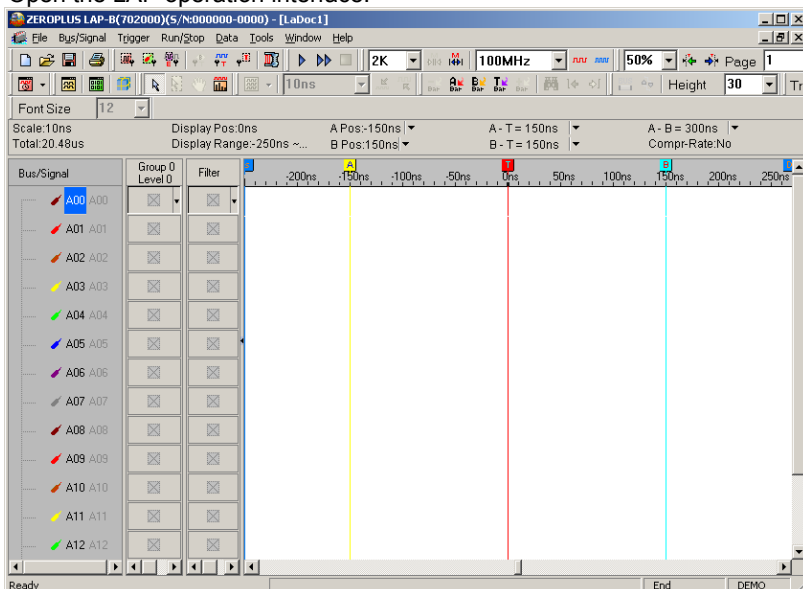 Open the LAP operation interface.
ZEROPLUS LAP-B(702000)(S/N:000000-0000) - [LaDoc1]
File Bus/Signal Trigger Run/Stop Data Tools Window Help
2K 100MHz 50% Page 1
10ns Bar Bar Bar Bar Height 30 Tr
Font Size 12
Scale:10ns Display Pos:0ns A Pos:-150ns A - T = 150ns A - B = 300ns
Total:20.48us Display Range:-250ns ~... B Pos:150ns B - T = 150ns Compr-Rate:No
Bus/Signal Group 0 Level 0 Filter
A T B
-200ns -150ns -100ns -50ns 0ns 50ns 100ns 150ns 200ns 250ns
A00 A00
A01 A01
A02 A02
A03 A03
A04 A04
A05 A05
A06 A06
A07 A07
A08 A08
A09 A09
A10 A10
A11 A11
A12 A12
Ready End DEMO